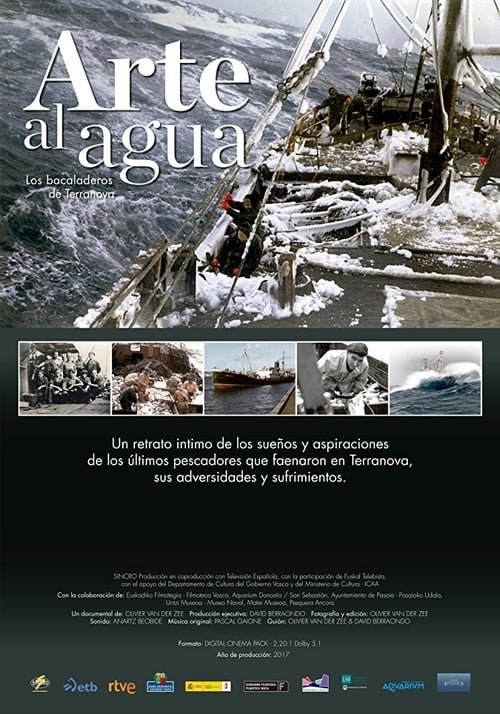 Arte
al agua
Los bacaladeros
de Terranova
Un retrato intimo de los sueños y aspiraciones
de los últimos pescadores que faenaron en Terranova,
sus adversidades y sufrimientos.
SINCRO Producción en coproducción con Televisión Española, con la participación de Euskal Telebista,
con el apoyo del Departamento de Cultura del Gobierno Vasco y del Ministerio de Cultura - ICAA
Con la colaboración de: Euskadiko Filmategia - Filmoteca Vasca, Aquarium Donostia / San Sebastián, Ayuntamiento de Pasaia - Pasaiako Udala,
Untzi Museoa - Museo Naval, Mater Museoa, Pesquera Ancora
Un documental de: OLIVIER VAN DER ZEE Producción ejecutiva: DAVID BERRAONDO Fotografía y edición: OLIVIER VAN DER ZEE
Sonido: ANARTZ BEOBIDE Música original: PASCAL GAIGNE Guión: OLIVIER VAN DER ZEE & DAVID BERRAONDO
Formato: DIGITAL CINEMA PACK - 2.20:1 Dolby 5.1
Año de producción: 2017
etb
rtve
AQUARIUM
ancora